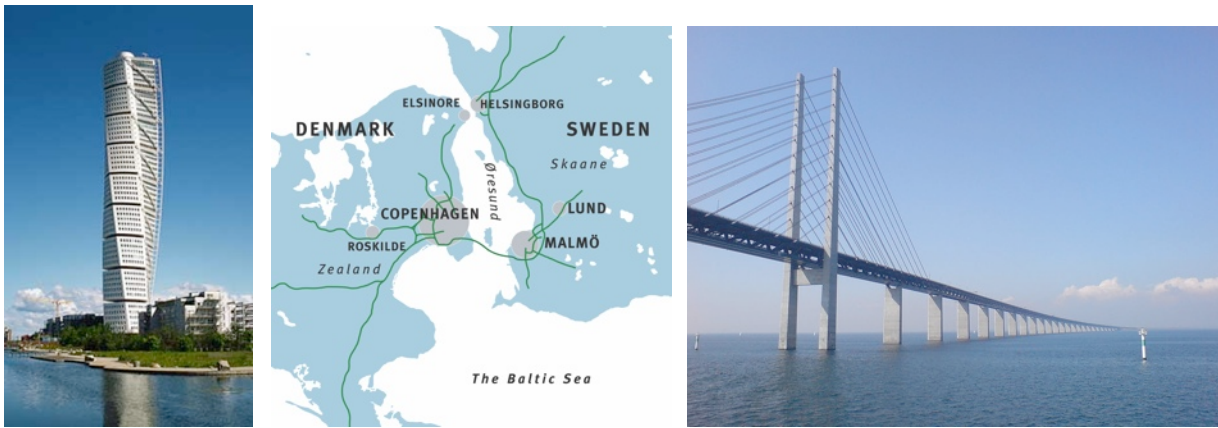 ELSINORE
HELSINGBORG
DENMARK
SWEDEN
Øresund
Skaane
COPENHAGEN
LUND
ROSKILDE
MALMÖ
Zealand
The Baltic Sea